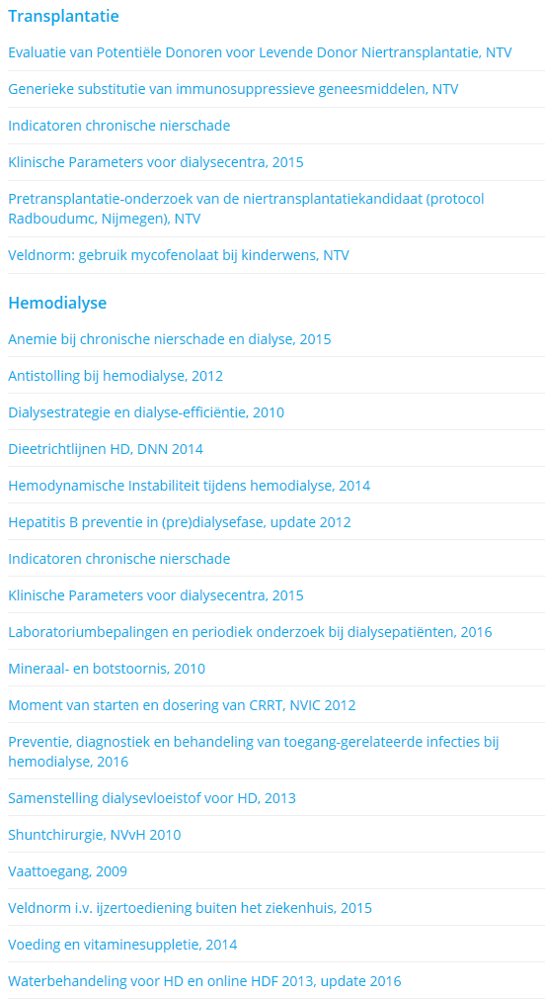 Transplantatie
Evaluatie van Potentiële Donoren voor Levende Donor Niertransplantatie, NTV
Generieke substitutie van immunosuppressieve geneesmiddelen, NTV
Indicatoren chronische nierschade
Klinische Parameters voor dialysecentra, 2015
Pretransplantatie-onderzoek van de niertransplantatiekandidaat (protocol
Radboudumc, Nijmegen), NTV
Veldnorm: gebruik mycofenolaat bij kinderwens, NTV
Hemodialyse
Anemie bij chronische nierschade en dialyse, 2015
Antistolling bij hemodialyse, 2012
Dialysestrategie en dialyse-efficiëntie, 2010
Dieetrichtlijnen HD, DNN 2014
Hemodynamische Instabiliteit tijdens hemodialyse, 2014
Hepatitis B preventie in (pre)dialysefase, update 2012
Indicatoren chronische nierschade
Klinische Parameters voor dialysecentra, 2015
Laboratoriumbepalingen en periodiek onderzoek bij dialysepatiënten, 2016
Mineraal- en botstoornis, 2010
Moment van starten en dosering van CRRT, NVIC 2012
Preventie, diagnostiek en behandeling van toegang-gerelateerde infecties bij
hemodialyse, 2016
Samenstelling dialysevloeistof voor HD, 2013
Shuntchirurgie, NVvH 2010
Vaattoegang, 2009
Veldnorm i.v. ijzertoediening buiten het ziekenhuis, 2015
Voeding en vitaminesuppletie, 2014
Waterbehandeling voor HD en online HDF 2013, update 2016